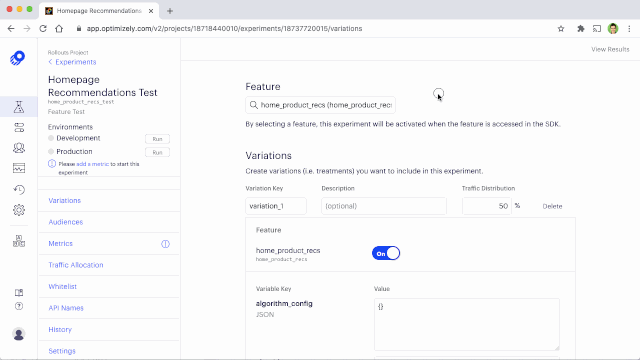 Homepage Recommendations
app.optimizely.com/v2/projects/18718440010/experiments/18737720015/variations
View Results
Rollouts Project
< Experiments
Homepage
Recommendations Test
home_product_recs_test
Feature Test
Environments
Development Run
Production Run
Please add a metric to start this
experiment
Variations
Audiences
Metrics
Traffic Allocation
Whitelist
API Names
History
Settings
Feature
home_product_recs (home_product_recs
By selecting a feature, this experiment will be activated when the feature is accessed in the SDK.
Variations
Create variations (i.e. treatments) you want to include in this experiment.
Variation Key Description Traffic Distribution
variation_1 (optional) 50 % Delete
Feature
home_product_recs
home_product_recs
On
Variable Key Value
algorithm_config
JSON
{}